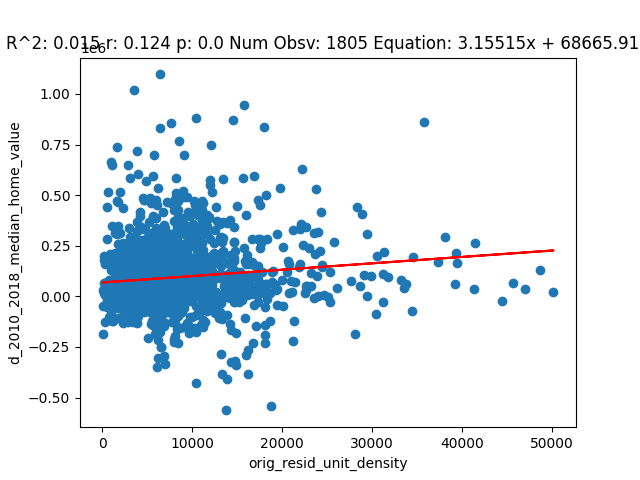 R^2: 0.015 r: 0.124 p: 0.0 Num Obsv: 1805 Equation: 3.15515x + 68665.91
1e6
1.00
0.75
0.50
0.25
0.00
−0.25
−0.50
d_2010_2018_median_home_value
0 10000 20000 30000 40000 50000
orig_resid_unit_density